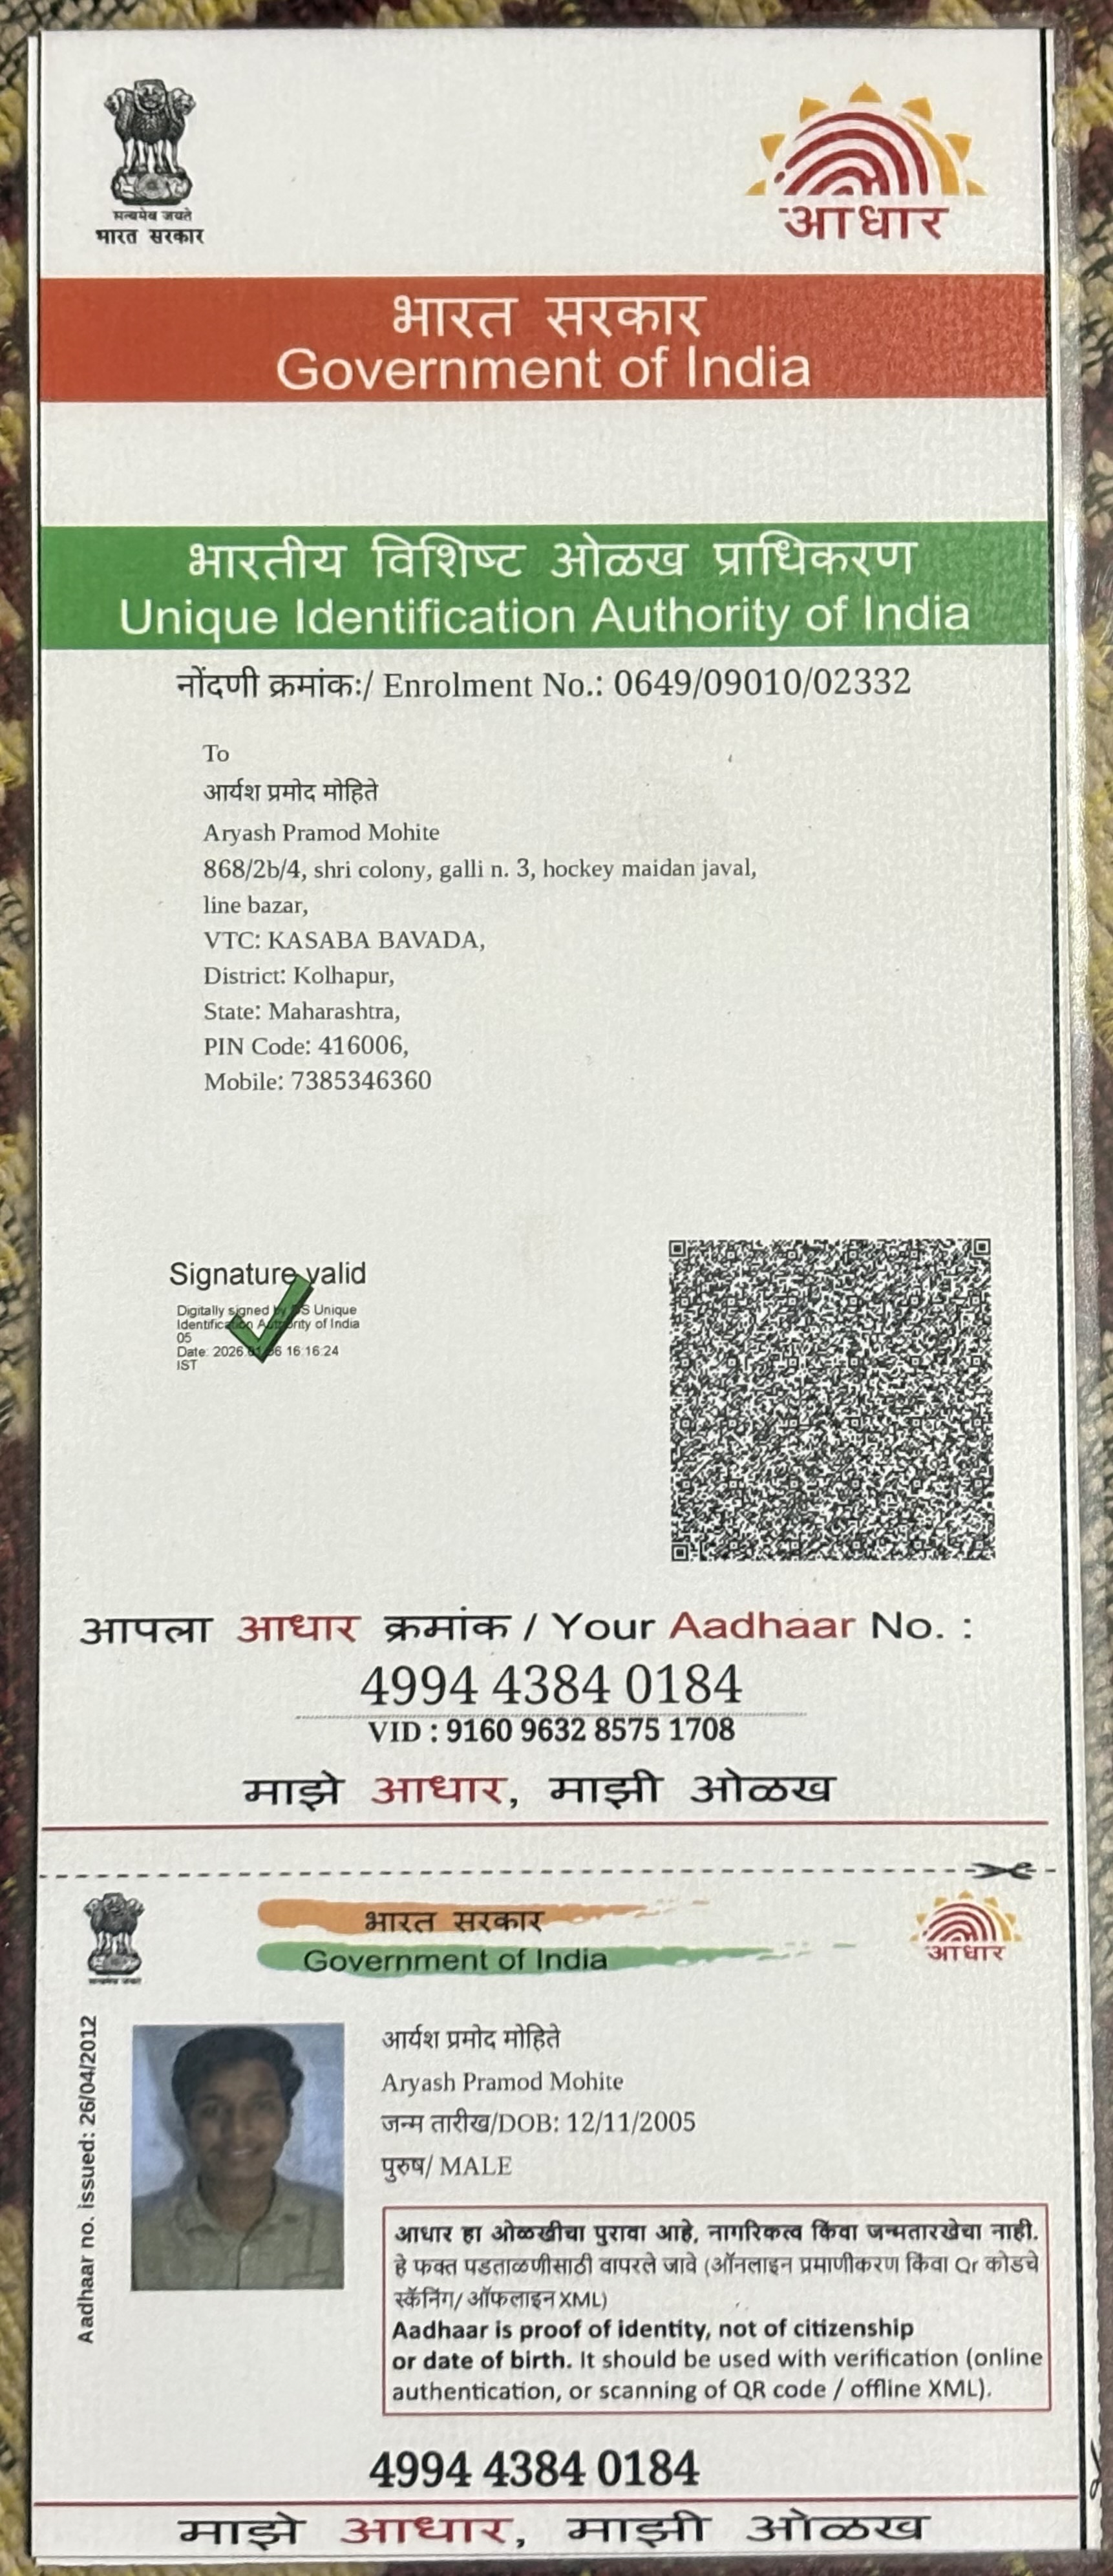 सत्यमेव जयते
भारत सरकार
आधार
भारत सरकार
Government of India
भारतीय विशिष्ट ओळख प्राधिकरण
Unique Identification Authority of India
नोंदणी क्रमांक:/ Enrolment No.: 0649/09010/02332
To
आर्यश प्रमोद मोहिते
Aryash Pramod Mohite
868/2b/4, shri colony, galli n. 3, hockey maidan javal,
line bazar,
VTC: KASABA BAVADA,
District: Kolhapur,
State: Maharashtra,
PIN Code: 416006,
Mobile: 7385346360
Signature valid
Digitally signed by Unique
Identification Authority of India
05
Date: 16:16:24
IST
आपला आधार क्रमांक / Your Aadhaar No. :
4994 4384 0184
VID : 9160 9632 8575 1708
माझे आधार, माझी ओळख
भारत सरकार
Government of India
आधार
Aadhaar no. issued: 26/04/2012
आर्यश प्रमोद मोहिते
Aryash Pramod Mohite
जन्म तारीख/DOB: 12/11/2005
पुरुष/ MALE
आधार हा ओळखीचा पुरावा आहे, नागरिकत्व किंवा जन्मतारखेचा नाही.
हे फक्त पडताळणीसाठी वापरले जावे (ऑनलाइन प्रमाणीकरण किंवा Qr कोडचे
स्कॅनिंग/ ऑफलाइन XML)
Aadhaar is proof of identity, not of citizenship
or date of birth. It should be used with verification (online
authentication, or scanning of QR code / offline XML).
4994 4384 0184
माझे आधार, माझी ओळख